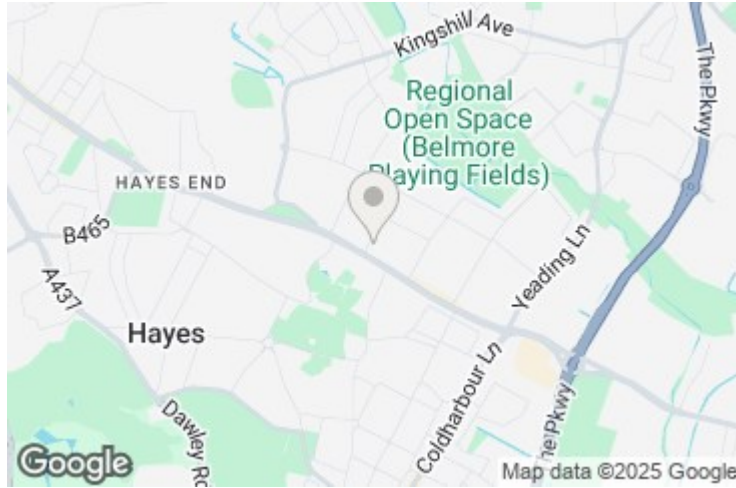 Kingshill Ave
The Pkwy
Regional
Open Space
(Belmore
Playing Fields)
HAYES END
B465
A437
Yeading Ln
Hayes
Coldharbour Ln
The Pkwy
Dawley Rd
Google
Map data ©2025 Google